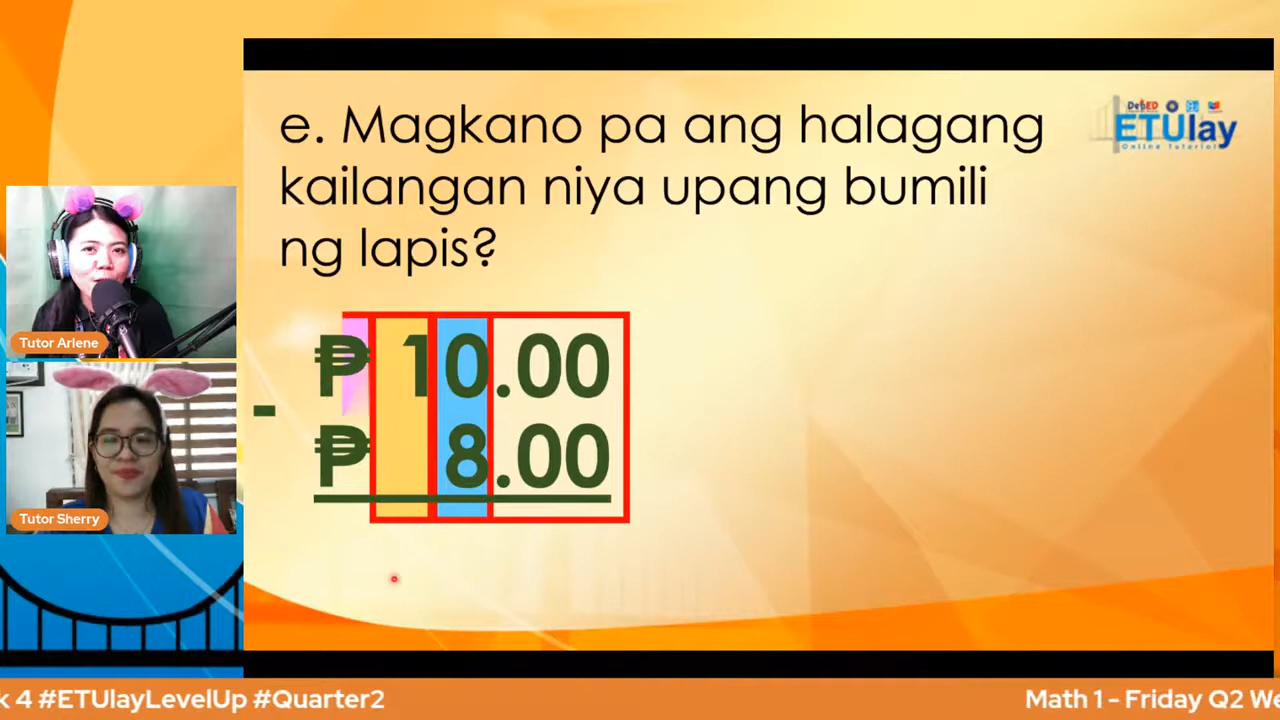 e. Magkano pa ang halagang
kailangan niya upang bumili
ng lapis?
DepED
ETUlay
Online Tutorial
₱ 10.00
-
₱ 8.00
Tutor Arlene
Tutor Sherry
k 4 #ETUlayLevelUp #Quarter2
Math 1 - Friday Q2 We